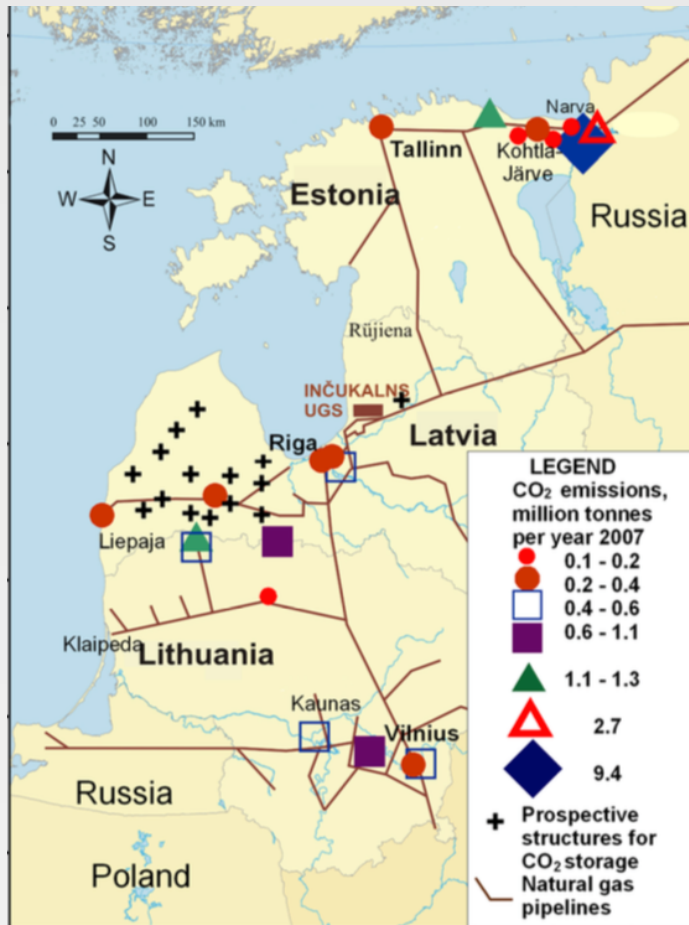 0 25 50 100 150 km
N
W E
S
Narva
Tallinn
Kohtla-
Järve
Estonia
Russia
Rūjiena
INČUKALNS
UGS
Riga
Latvia
Liepaja
Klaipeda
Lithuania
Kaunas
Vilnius
Russia
Poland
LEGEND
CO₂ emissions,
million tonnes
per year 2007
0.1 - 0.2
0.2 - 0.4
0.4 - 0.6
0.6 - 1.1
1.1 - 1.3
2.7
9.4
Prospective
structures for
CO₂ storage
Natural gas
pipelines